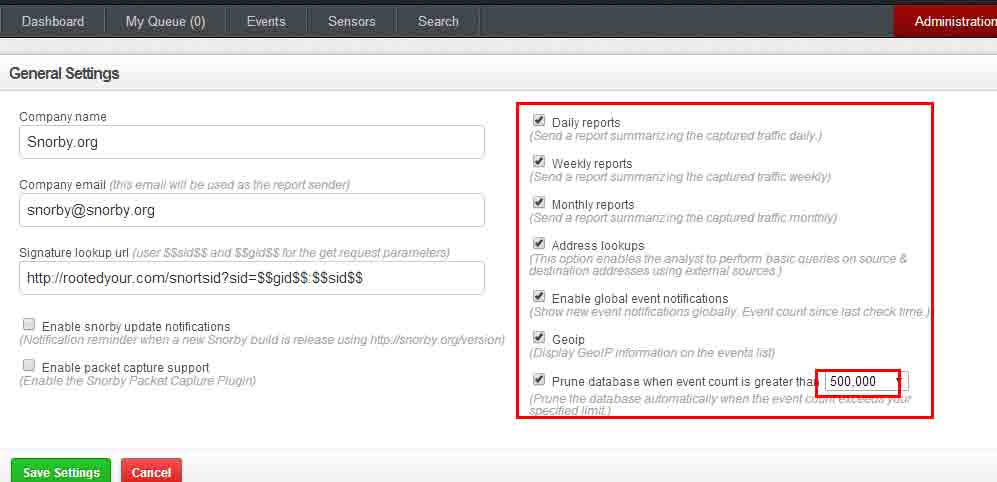 Dashboard My Queue (0) Events Sensors Search Administration
General Settings
Company name
Snorby.org
Company email (this email will be used as the report sender)
snorby@snorby.org
Signature lookup url (user $$sid$$ and $$gid$$ for the get request parameters)
http://rootedyour.com/snortsid?sid=$$gid$$:$$sid$$
Enable snorby update notifications
(Notification reminder when a new Snorby build is release using http://snorby.org/version)
Enable packet capture support
(Enable the Snorby Packet Capture Plugin)
Daily reports
(Send a report summarizing the captured traffic daily.)
Weekly reports
(Send a report summarizing the captured traffic weekly)
Monthly reports
(Send a report summarizing the captured traffic monthly)
Address lookups
(This option enables the analyst to perform basic queries on source &
destination addresses using external sources.)
Enable global event notifications
(Show new event notifications globally. Event count since last check time.)
Geoip
(Display GeoIP information on the events list)
Prune database when event count is greater than 500,000
(Prune the database automatically when the event count exceeds your
specified limit.)
Save Settings Cancel